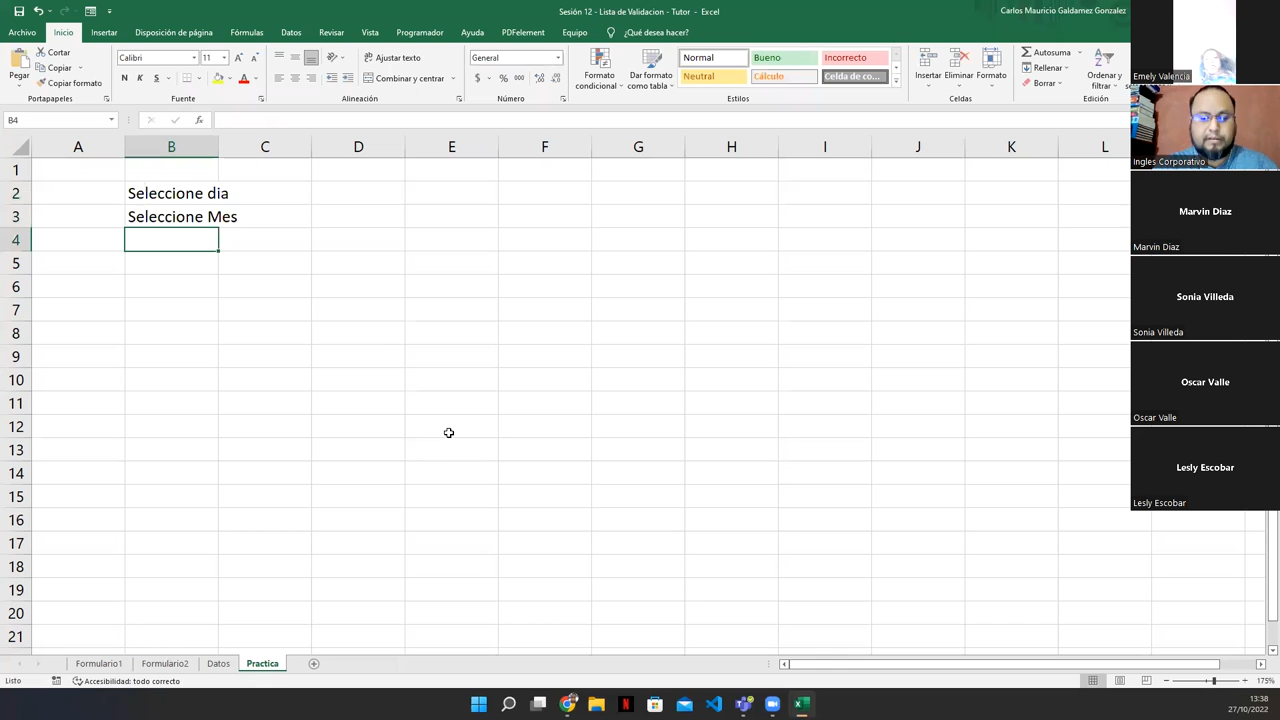 Sesión 12 - Lista de Validacion - Tutor - Excel
Carlos Mauricio Galdamez Gonzalez
Archivo Inicio Insertar Disposición de página Fórmulas Datos Revisar Vista Programador Ayuda PDFelement Equipo ¿Qué desea hacer?
Pegar
Cortar
Copiar
Copiar formato
Portapapeles
Calibri 11
N K S
Fuente
Ajustar texto
Combinar y centrar
Alineación
General
$ % 000
Número
Formato condicional
Dar formato como tabla
Normal Bueno Incorrecto
Neutral Cálculo Celda de co...
Estilos
Insertar Eliminar Formato
Celdas
Autosuma
Rellenar
Borrar
Ordenar y filtrar
Edición
B4
fx
A B C D E F G H I J K L
1
2 Seleccione dia
3 Seleccione Mes
4
5
6
7
8
9
10
11
12
13
14
15
16
17
18
19
20
21
Emely Valencia
Ingles Corporativo
Marvin Diaz
Marvin Diaz
Sonia Villeda
Sonia Villeda
Oscar Valle
Oscar Valle
Lesly Escobar
Lesly Escobar
Formulario1 Formulario2 Datos Practica
Listo Accesibilidad: todo correcto 175%
13:38
27/10/2022